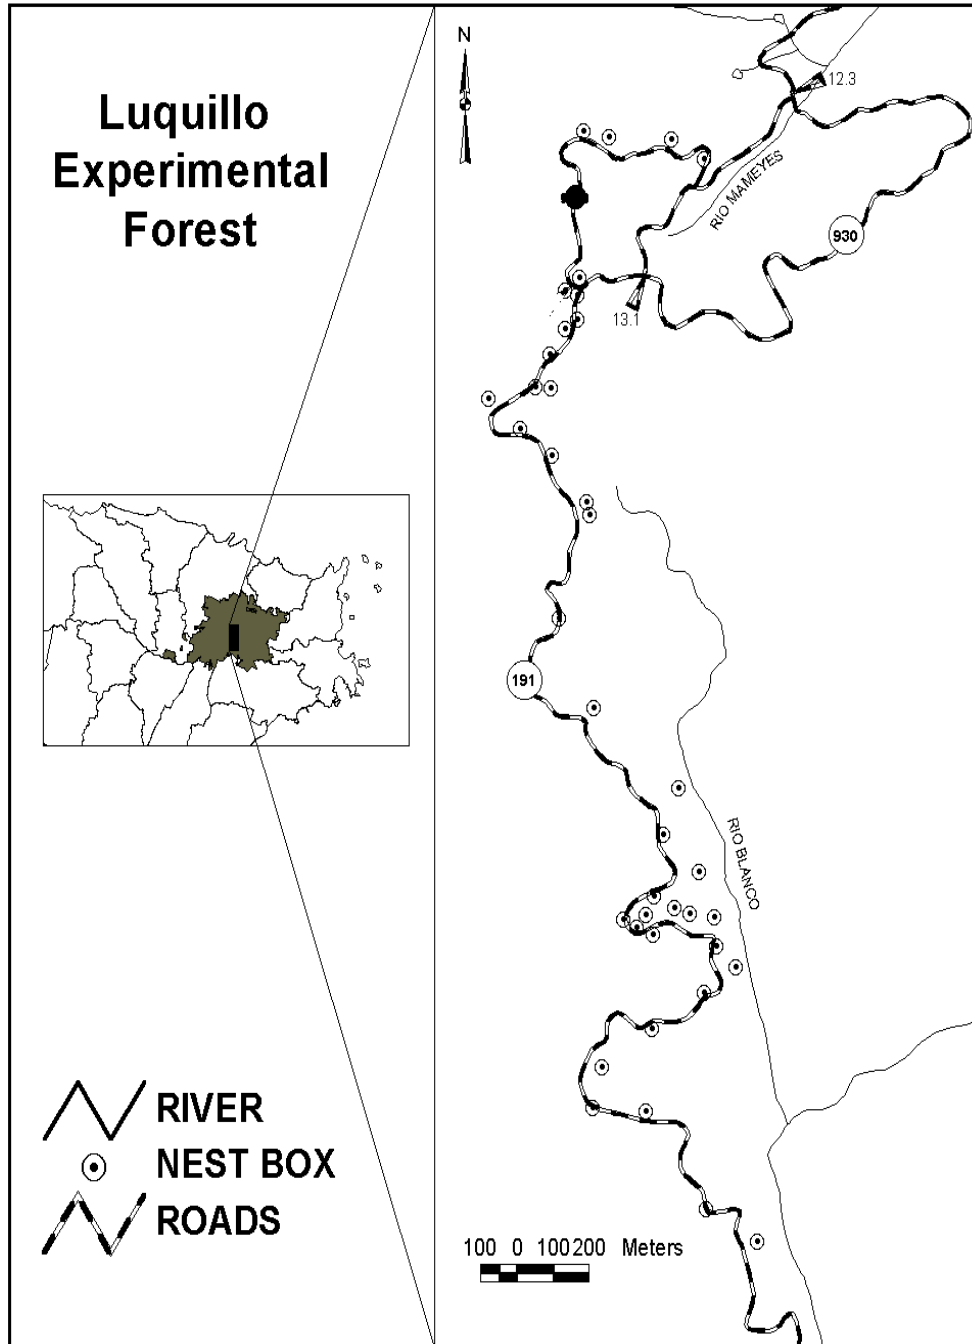 Luquillo
Experimental
Forest
RIVER
NEST BOX
ROADS
N
12.3
RIO MAMEYES
930
13.1
191
RIO BLANCO
100 0 100 200 Meters